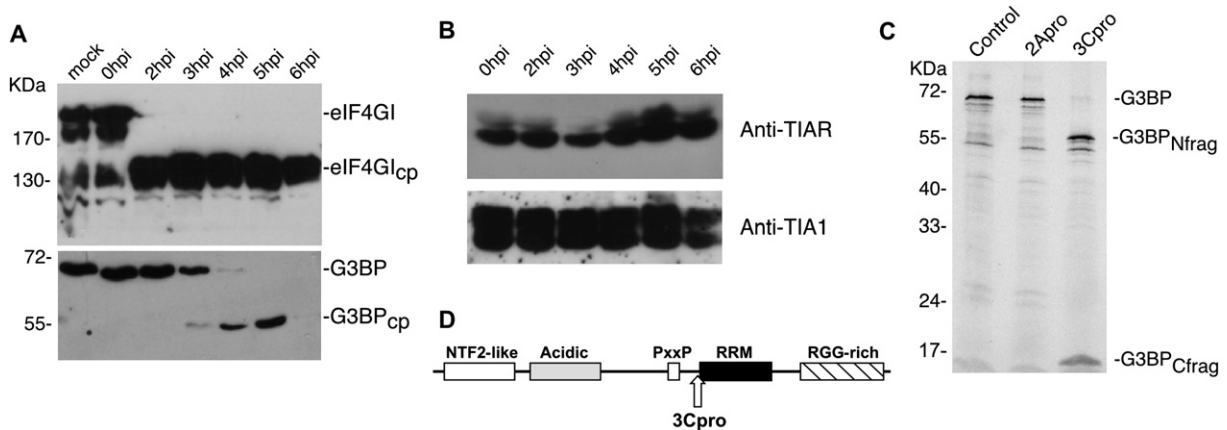 A
mock 0hpi 2hpi 3hpi 4hpi 5hpi 6hpi
KDa
-eIF4GI
170-
-eIF4GIcp
130-
72-
-G3BP
-G3BPcp
55-
B
0hpi 2hpi 3hpi 4hpi 5hpi 6hpi
Anti-TIAR
Anti-TIA1
C
Control 2Apro 3Cpro
KDa
72-
-G3BP
55-
-G3BPNfrag
40-
33-
24-
17-
-G3BPCfrag
D
NTF2-like Acidic PxxP RRM RGG-rich
3Cpro